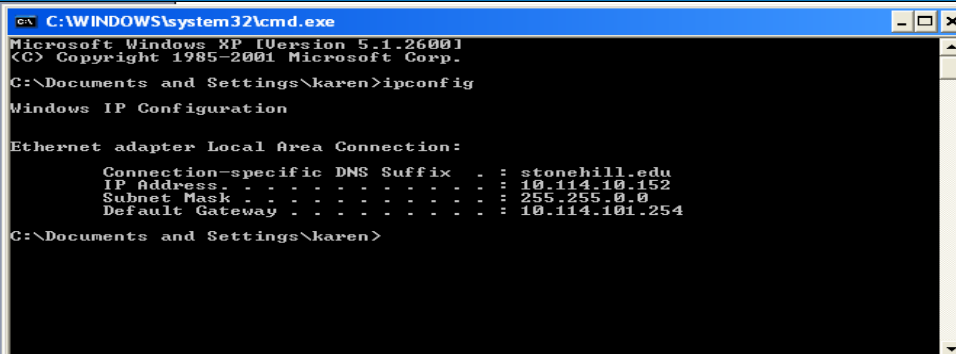 C:\WINDOWS\system32\cmd.exe
Microsoft Windows XP [Version 5.1.2600]
(C) Copyright 1985-2001 Microsoft Corp.
C:\Documents and Settings\karen>ipconfig
Windows IP Configuration
Ethernet adapter Local Area Connection:
Connection-specific DNS Suffix  . : stonehill.edu
IP Address. . . . . . . . . . . . : 10.114.10.152
Subnet Mask . . . . . . . . . . . : 255.255.0.0
Default Gateway . . . . . . . . . : 10.114.101.254
C:\Documents and Settings\karen>